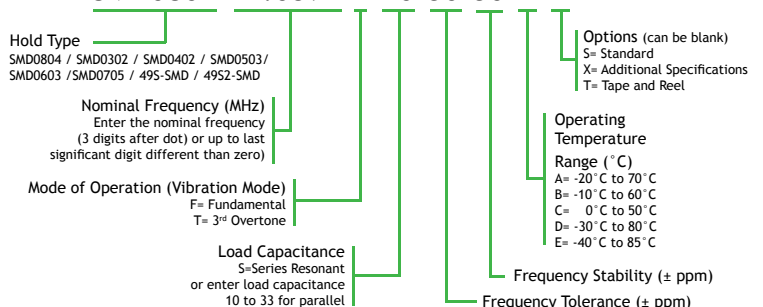 Hold Type
SMD0804 / SMD0302 / SMD0402 / SMD0503/
SMD0603 /SMD0705 / 49S-SMD / 49S2-SMD
Nominal Frequency (MHz)
Enter the nominal frequency
(3 digits after dot) or up to last
significant digit different than zero)
Mode of Operation (Vibration Mode)
F= Fundamental
T= 3rd Overtone
Load Capacitance
S=Series Resonant
or enter load capacitance
10 to 33 for parallel
Options (can be blank)
S= Standard
X= Additional Specifications
T= Tape and Reel
Operating
Temperature
Range (˚C)
A= -20˚C to 70˚C
B= -10˚C to 60˚C
C= 0˚C to 50˚C
D= -30˚C to 80˚C
E= -40˚C to 85˚C
Frequency Stability (± ppm)
Frequency Tolerance (± ppm)